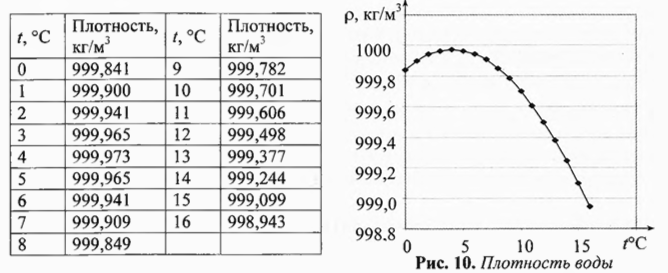 t, °C Плотность, кг/м³ t, °C Плотность, кг/м³
0 999,841 9 999,782
1 999,900 10 999,701
2 999,941 11 999,606
3 999,965 12 999,498
4 999,973 13 999,377
5 999,965 14 999,244
6 999,941 15 999,099
7 999,909 16 998,943
8 999,849
ρ, кг/м³
1000
999,8
999,6
999,4
999,2
999,0
998.8
0 5 10 15 t°C
Рис. 10. Плотность воды